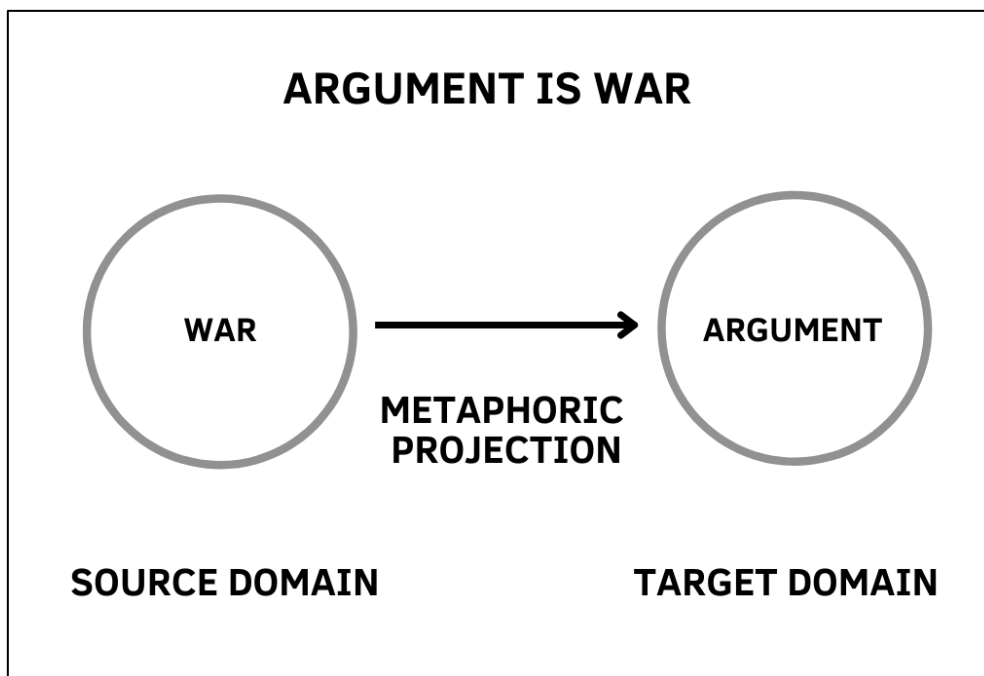 ARGUMENT IS WAR
WAR
ARGUMENT
METAPHORIC
PROJECTION
SOURCE DOMAIN
TARGET DOMAIN